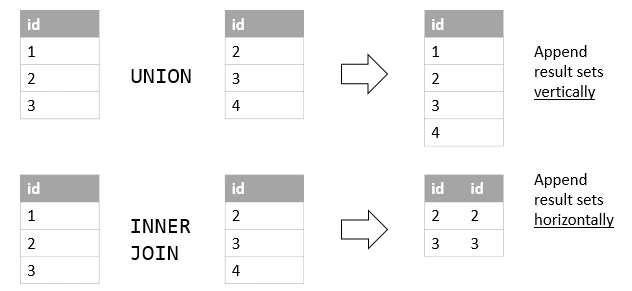 id
1
2
3
UNION
id
2
3
4
id
1
2
3
4
Append
result sets
vertically
id
1
2
3
INNER
JOIN
id
2
3
4
id id
2 2
3 3
Append
result sets
horizontally